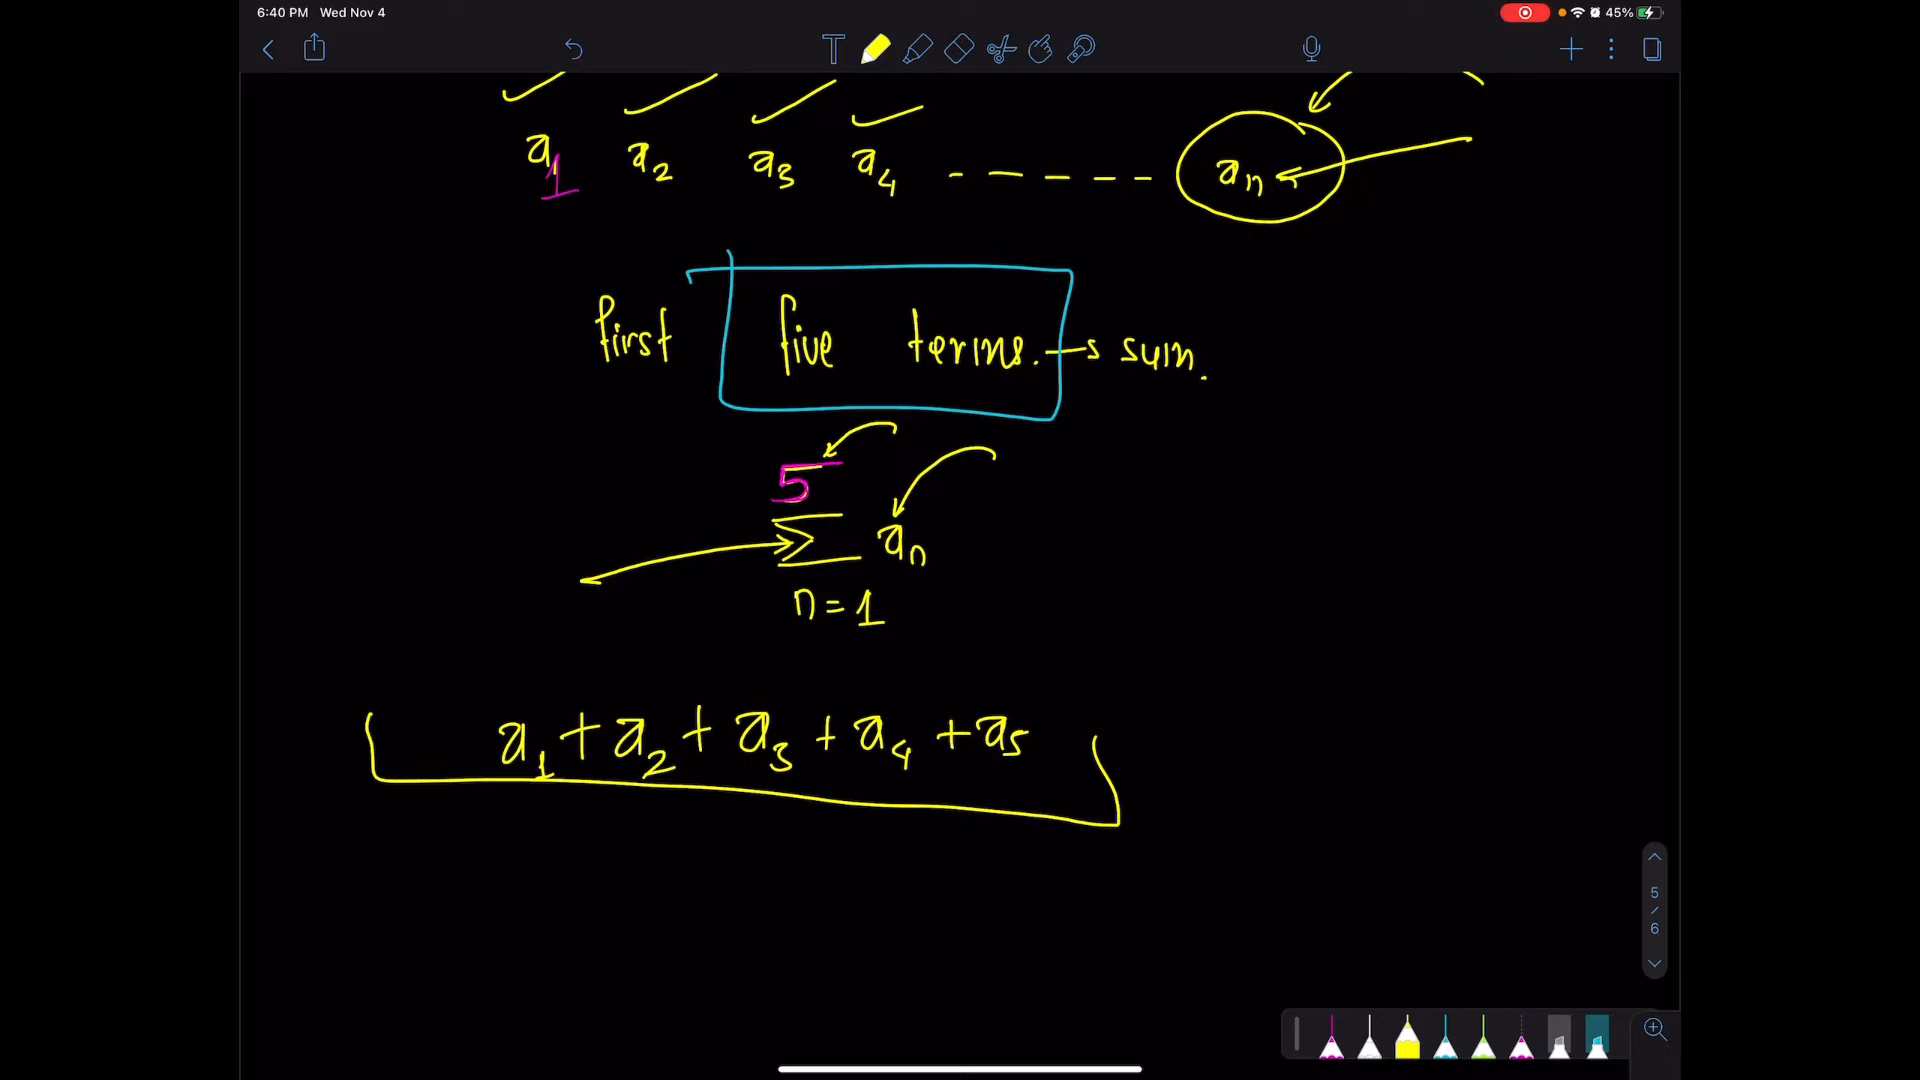 6:40 PM Wed Nov 4
45%
a₁ a₂ a₃ a₄ - - - - - aₙ
first five terms. → sum.
5
∑ aₙ
n = 1
a₁ + a₂ + a₃ + a₄ + a₅
5
/
6